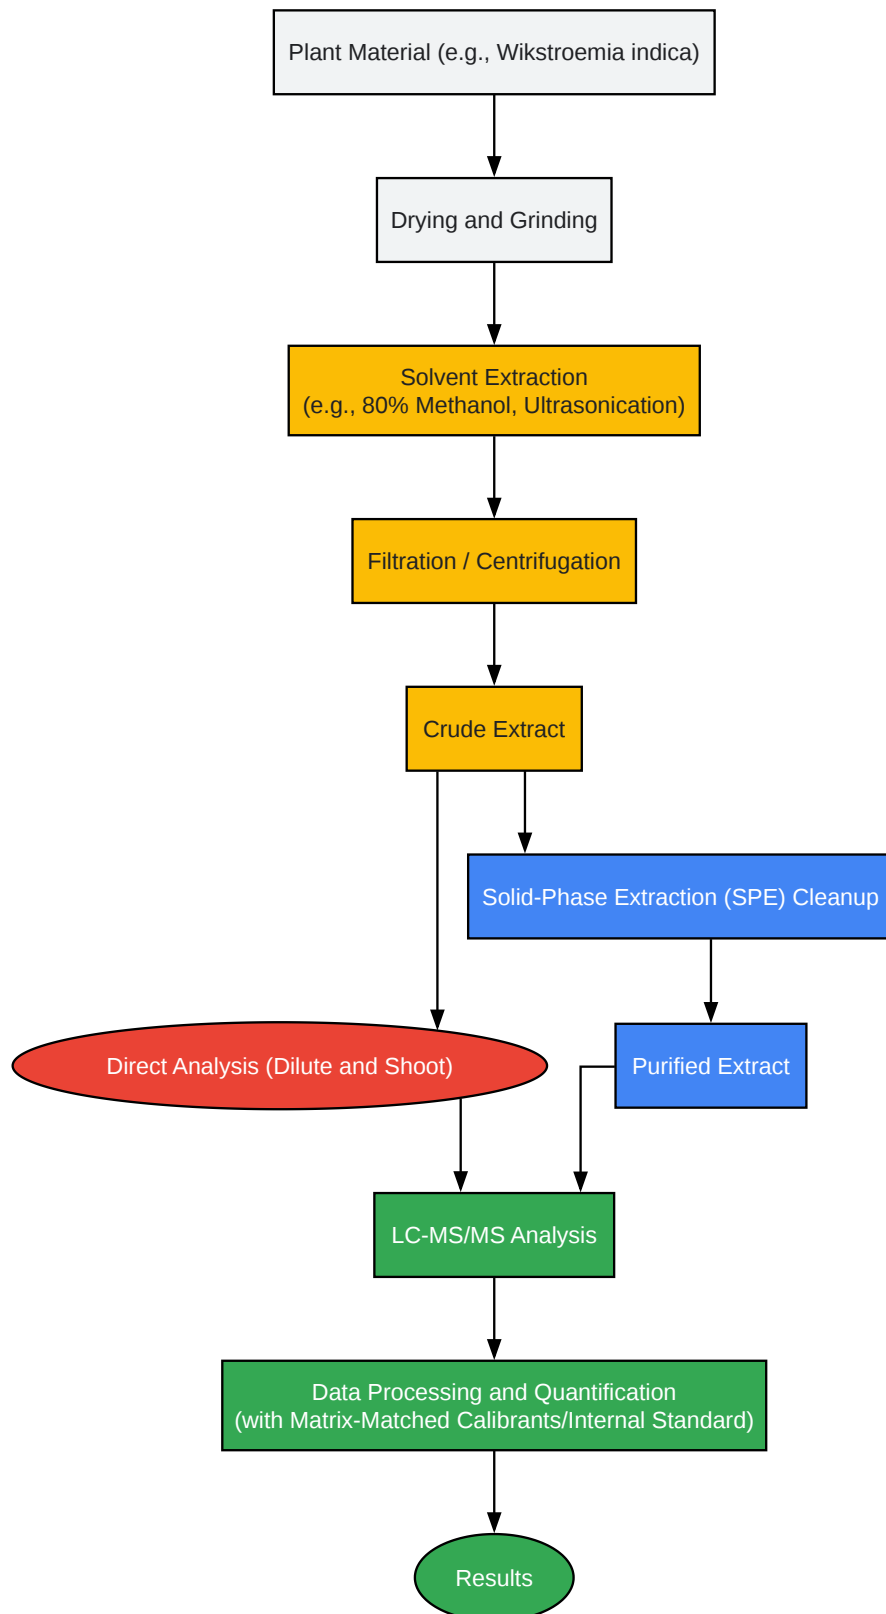 Plant Material (e.g., Wikstroemia indica)
Drying and Grinding
Solvent Extraction
(e.g., 80% Methanol, Ultrasonication)
Filtration / Centrifugation
Crude Extract
Solid-Phase Extraction (SPE) Cleanup
Direct Analysis (Dilute and Shoot)
Purified Extract
LC-MS/MS Analysis
Data Processing and Quantification
(with Matrix-Matched Calibrants/Internal Standard)
Results